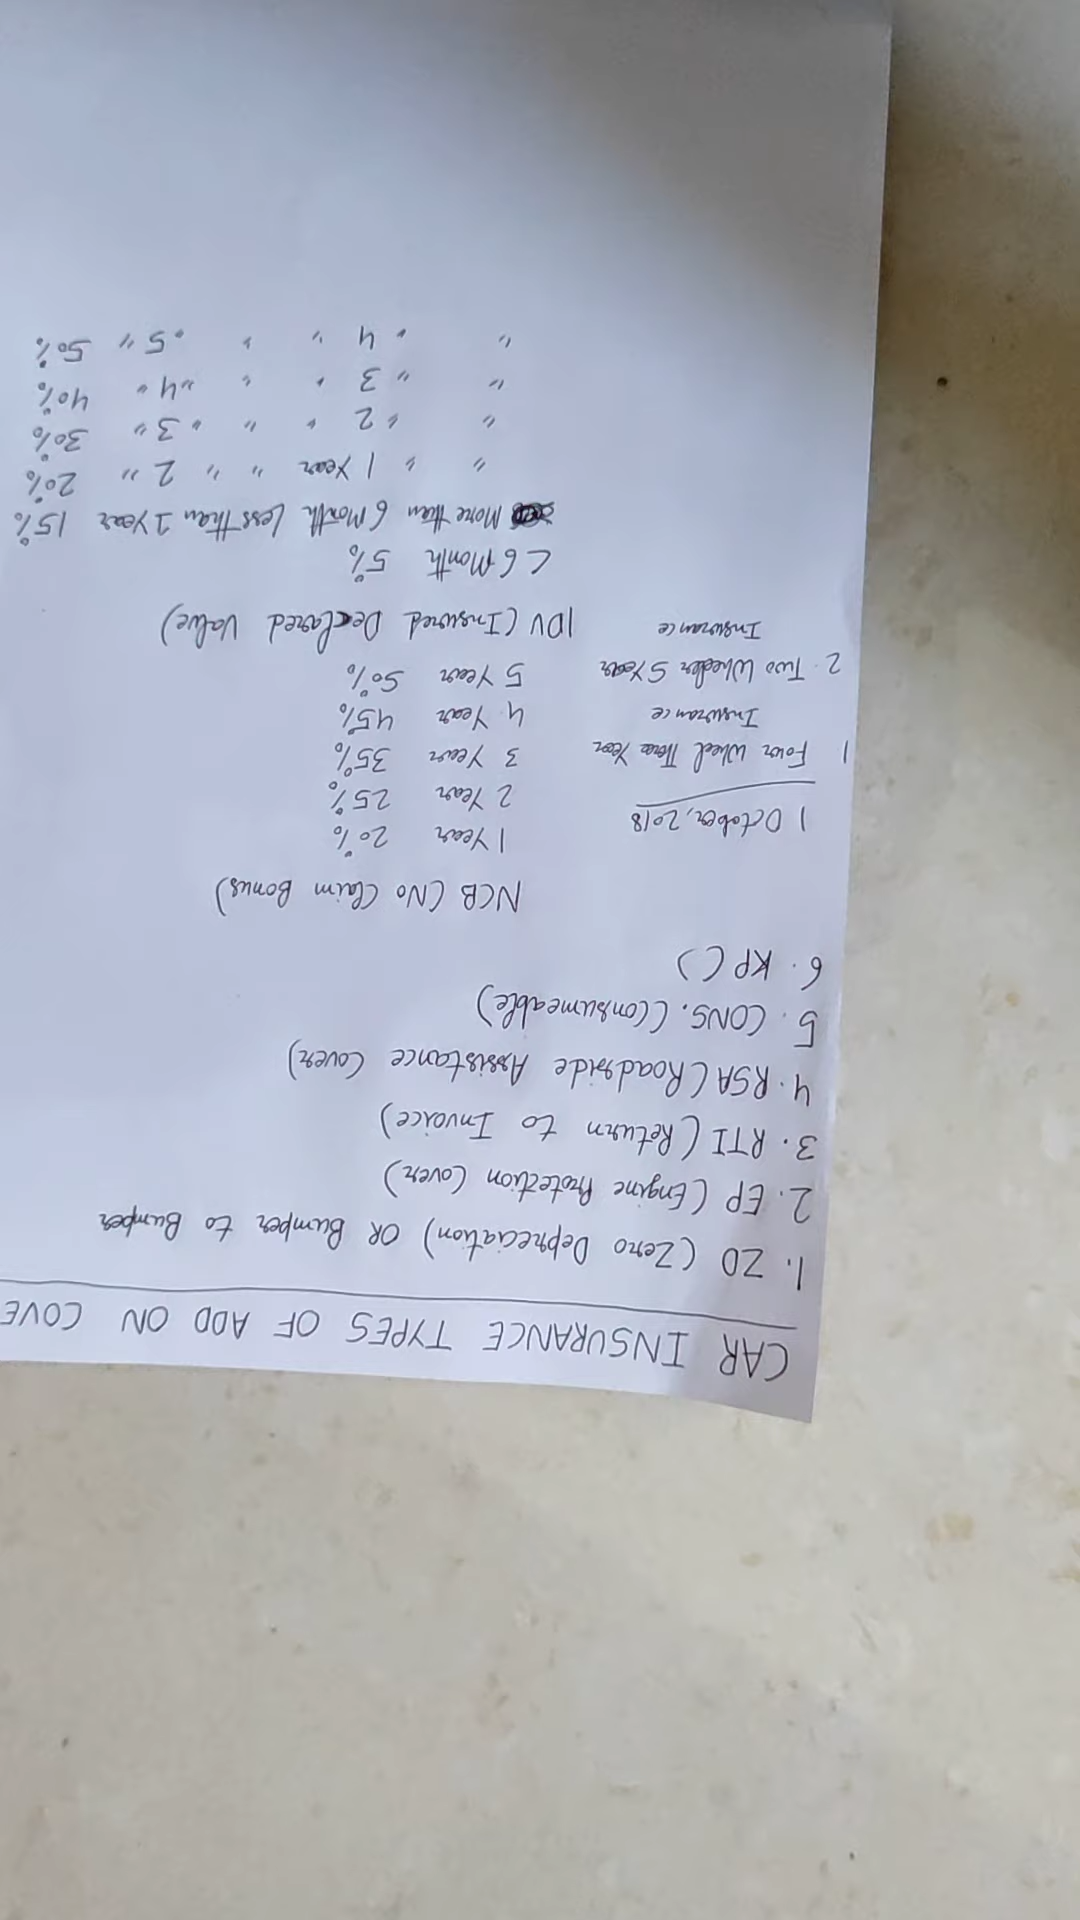 CAR INSURANCE TYPES OF ADD ON COVE
1. ZD (Zero Depreciation) OR Bumper to Bumper
2. EP (Engine Protection Cover)
3. RTI (Return to Invoice)
4. RSA (Roadside Assistance Cover)
5. CONS. (Consumeable)
6. KP ( )
NCB (No Claim Bonus)
1 Year 20%
2 Year 25%
3 Year 35%
4 Year 45%
5 Year 50%
1 October, 2018
1 Four Wheel Three Year
Insurance
2. Two Wheeler 5 Year
Insurance
IDV (Insured Declared Value)
< 6 Month 5%
More than 6 Month Less than 1 Year 15%
" " 1 Year " " 2 " 20%
" " 2 " " " 3 " 30%
" " 3 " " " 4 " 40%
" " 4 " " " 5 " 50%